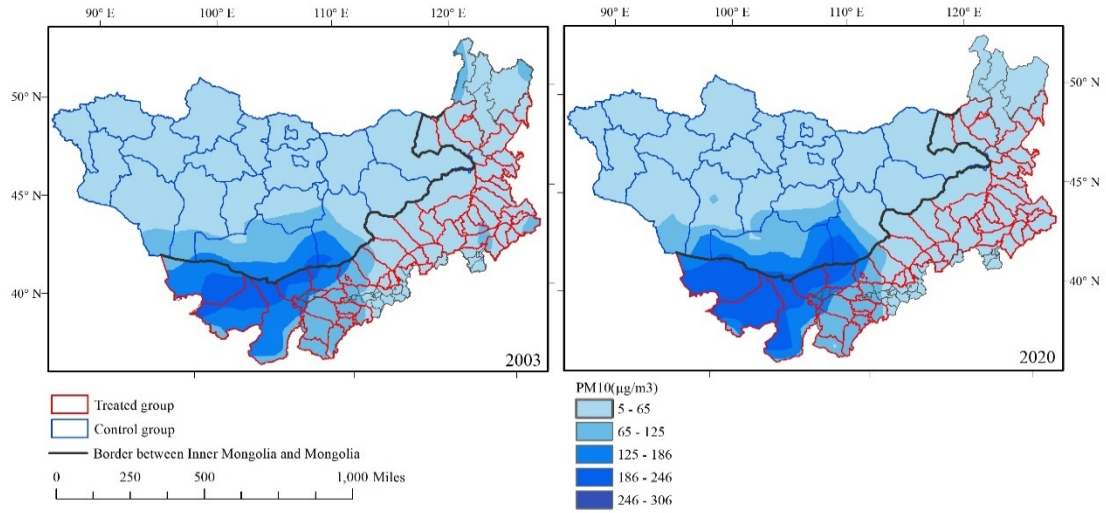 90° E 100° E 110° E 120° E
90° E 100° E 110° E 120° E
50° N
45° N
40° N
50° N
45° N
40° N
2003
2020
Treated group
Control group
Border between Inner Mongolia and Mongolia
0 250 500 1,000 Miles
PM10(μg/m3)
5 - 65
65 - 125
125 - 186
186 - 246
246 - 306